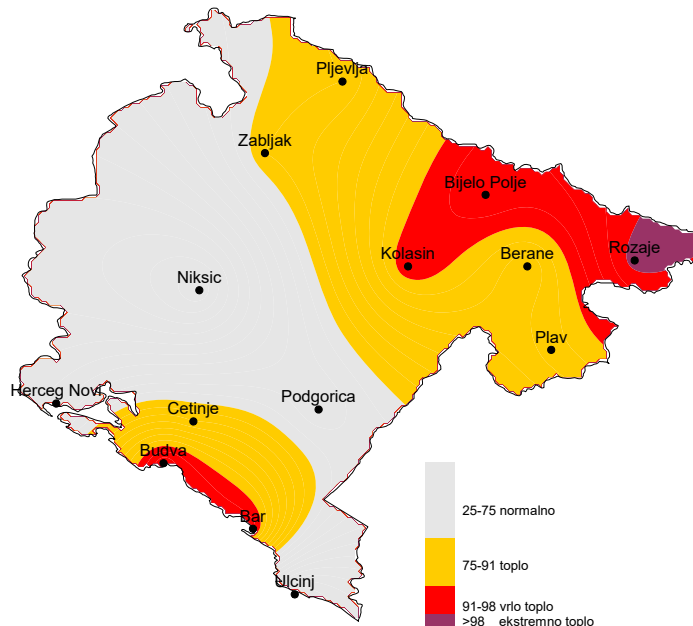 Pljevlja
Zabljak
Bijelo Polje
Kolasin
Berane
Rozaje
Niksic
Plav
Herceg Novi
Podgorica
Cetinje
Budva
Bar
Ulcinj
25-75 normalno
75-91 toplo
91-98 vrlo toplo
>98 ekstremno toplo